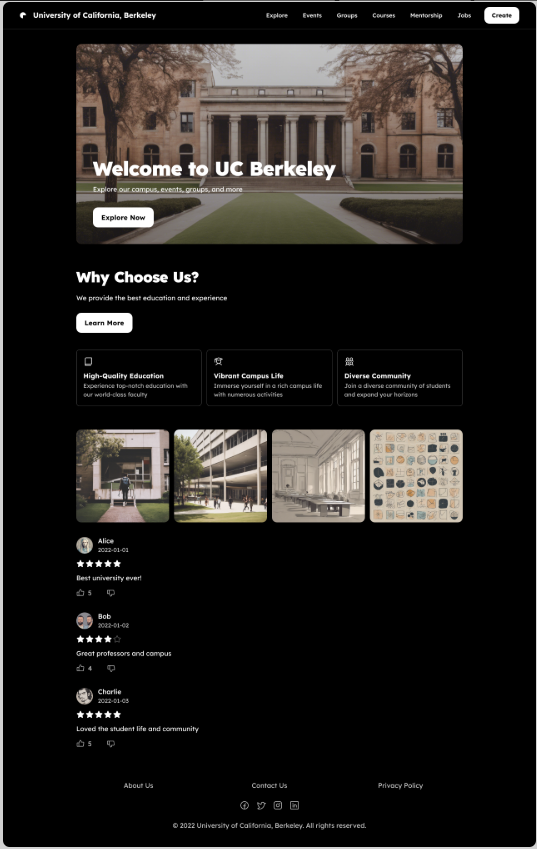 University of California, Berkeley
Explore Events Groups Courses Mentorship Jobs Create
Welcome to UC Berkeley
Explore our campus, events, groups, and more
Explore Now
Why Choose Us?
We provide the best education and experience
Learn More
High-Quality Education
Experience top-notch education with
our world-class faculty
Vibrant Campus Life
Immerse yourself in a rich campus life
with numerous activities
Diverse Community
Join a diverse community of students
and expand your horizons
Alice
2022-01-01
Best university ever!
5
Bob
2022-01-02
Great professors and campus
4
Charlie
2022-01-03
Loved the student life and community
5
About Us Contact Us Privacy Policy
© 2022 University of California, Berkeley. All rights reserved.